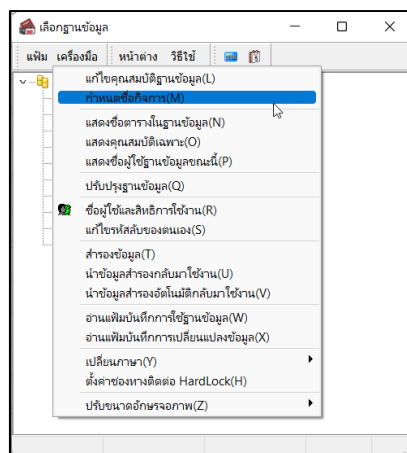 เลือกฐานข้อมูล
แฟ้ม เครื่องมือ หน้าต่าง วิธีใช้
แก้ไขคุณสมบัติฐานข้อมูล(L)
กำหนดชื่อกิจการ(M)
แสดงชื่อตารางในฐานข้อมูล(N)
แสดงคุณสมบัติเฉพาะ(O)
แสดงชื่อผู้ใช้ฐานข้อมูลขณะนี้(P)
ปรับปรุงฐานข้อมูล(Q)
ชื่อผู้ใช้และสิทธิการใช้งาน(R)
แก้ไขรหัสลับของตนเอง(S)
สำรองข้อมูล(T)
นำข้อมูลสำรองกลับมาใช้งาน(U)
นำข้อมูลสำรองอัตโนมัติกลับมาใช้งาน(V)
อ่านแฟ้มบันทึกการใช้ฐานข้อมูล(W)
อ่านแฟ้มบันทึกการเปลี่ยนแปลงข้อมูล(X)
เปลี่ยนภาษา(Y)
ตั้งค่าช่องทางติดต่อ HardLock(H)
ปรับขนาดอักษรจอภาพ(Z)